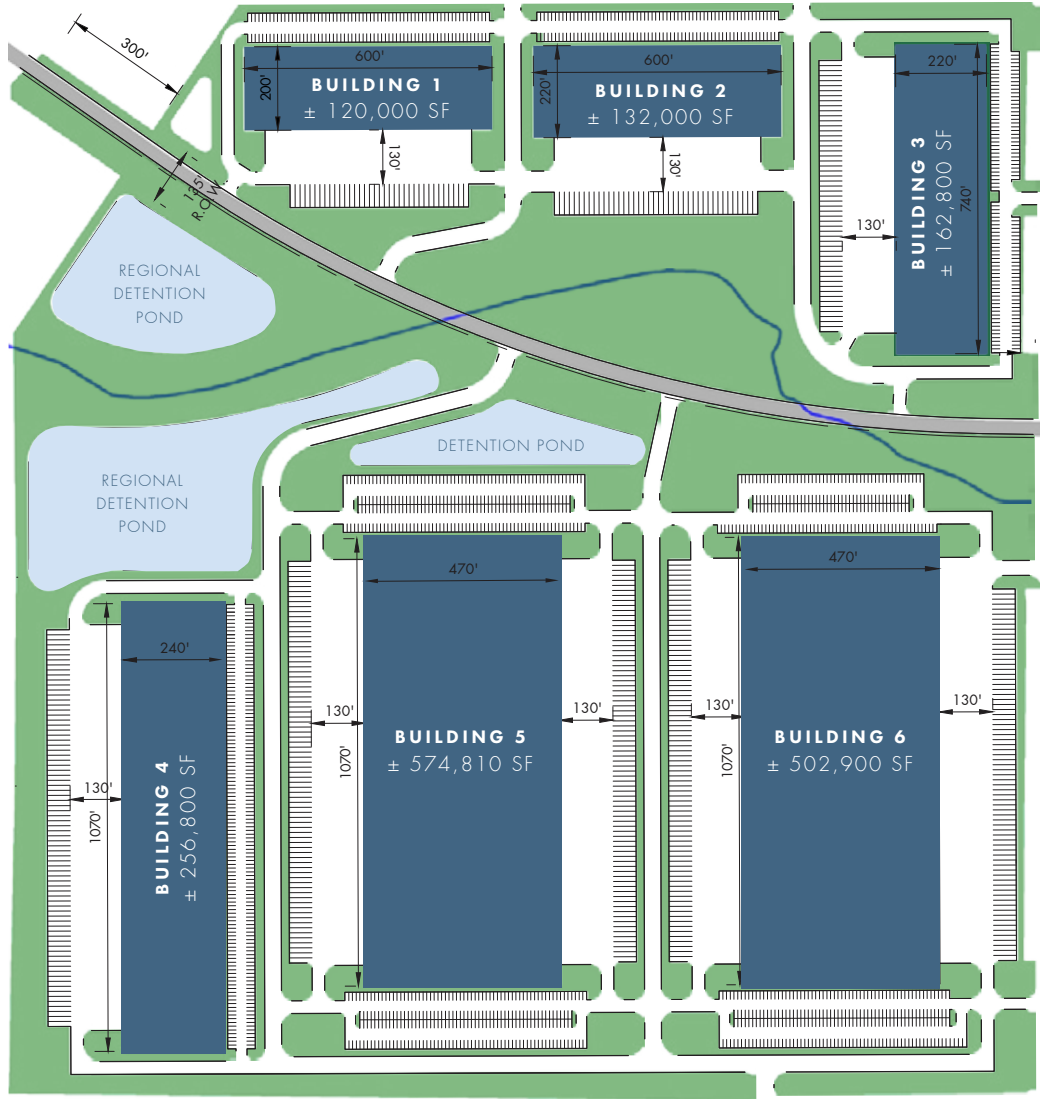 300'
600'
200'
BUILDING 1
± 120,000 SF
130'
600'
220'
BUILDING 2
± 132,000 SF
130'
220'
BUILDING 3
± 162,800 SF
740'
130'
135'
R.O.W.
REGIONAL
DETENTION
POND
DETENTION POND
REGIONAL
DETENTION
POND
240'
130'
1070'
BUILDING 4
± 256,800 SF
470'
130'
1070'
BUILDING 5
± 574,810 SF
130'
470'
130'
1070'
BUILDING 6
± 502,900 SF
130'